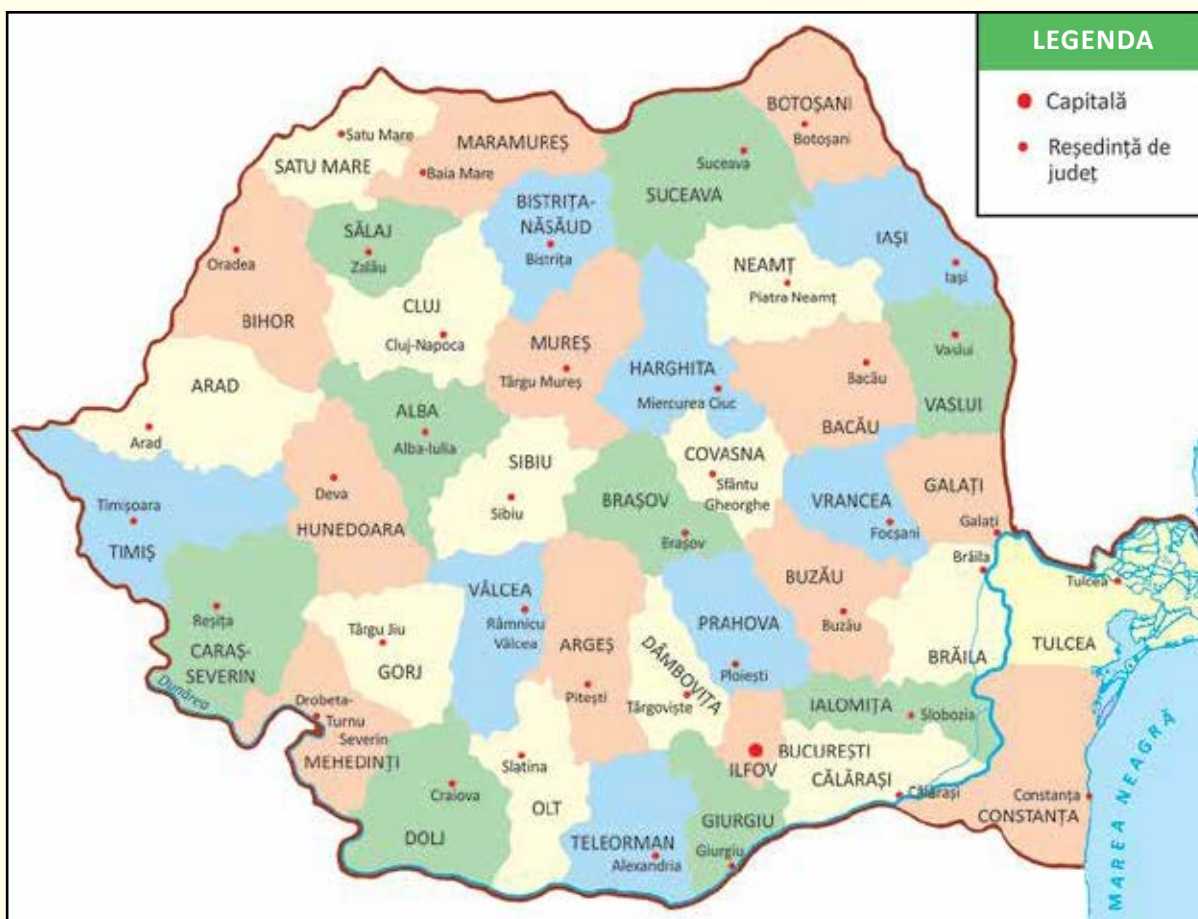 LEGENDA
Capitală
Reședință de
județ
BOTOȘANI
Botoșani
Satu Mare
SATU MARE
MARAMUREȘ
Baia Mare
Suceava
SUCEAVA
BISTRIȚA-
NĂSĂUD
Bistrița
SĂLAJ
Zalău
Oradea
BIHOR
IAȘI
Iași
NEAMȚ
Piatra Neamț
CLUJ
Cluj-Napoca
MUREȘ
Târgu Mureș
HARGHITA
Miercurea Ciuc
Bacău
BACĂU
Vaslui
VASLUI
ARAD
Arad
ALBA
Alba-Iulia
SIBIU
Sibiu
COVASNA
Sfântu
Gheorghe
BRAȘOV
Brașov
VRANCEA
Focșani
GALAȚI
Galați
Deva
HUNEDOARA
Timișoara
TIMIȘ
Brăila
BRĂILA
Tulcea
TULCEA
BUZĂU
Buzău
VÂLCEA
Râmnicu
Vâlcea
ARGEȘ
Pitești
PRAHOVA
Ploiești
DÂMBOVIȚA
Târgoviște
Reșița
CARAȘ-
SEVERIN
Târgu Jiu
GORJ
Dunărea
Drobeta-
Turnu
Severin
MEHEDINȚI
IALOMIȚA
Slobozia
BUCUREȘTI
ILFOV
CĂLĂRAȘI
Călărași
Slatina
OLT
Craiova
DOLJ
TELEORMAN
Alexandria
GIURGIU
Giurgiu
Constanța
CONSTANȚA
MAREA NEAGRĂ